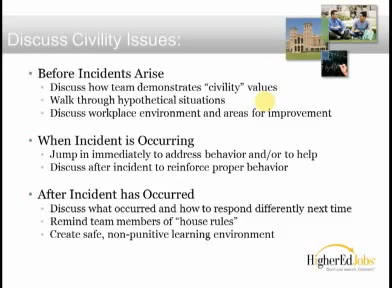 Discuss Civility Issues:
• Before Incidents Arise
• Discuss how team demonstrates “civility” values
• Walk through hypothetical situations
• Discuss workplace environment and areas for improvement
• When Incident is Occurring
• Jump in immediately to address behavior and/or to help
• Discuss after incident to reinforce proper behavior
• After Incident has Occurred
• Discuss what occurred and how to respond differently next time
• Remind team members of “house rules”
• Create safe, non-punitive learning environment
HigherEdJobs